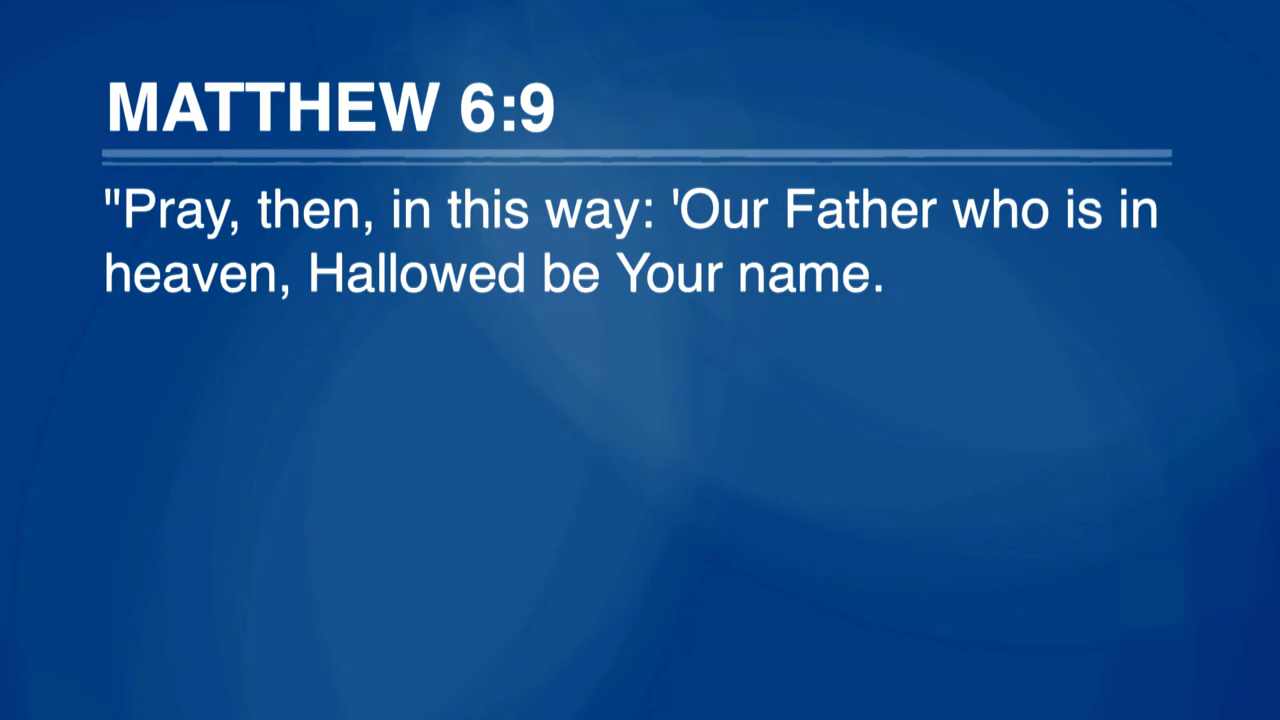 MATTHEW 6:9
"Pray, then, in this way: 'Our Father who is in
heaven, Hallowed be Your name.